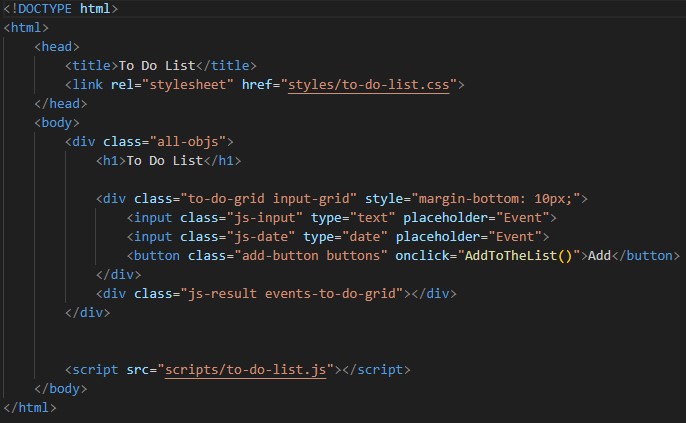 <!DOCTYPE html>
<html>
<head>
<title>To Do List</title>
<link rel="stylesheet" href="styles/to-do-list.css">
</head>
<body>
<div class="all-objs">
<h1>To Do List</h1>
<div class="to-do-grid input-grid" style="margin-bottom: 10px;">
<input class="js-input" type="text" placeholder="Event">
<input class="js-date" type="date" placeholder="Event">
<button class="add-button buttons" onclick="AddToTheList()">Add</button>
</div>
<div class="js-result events-to-do-grid"></div>
</div>
<script src="scripts/to-do-list.js"></script>
</body>
</html>